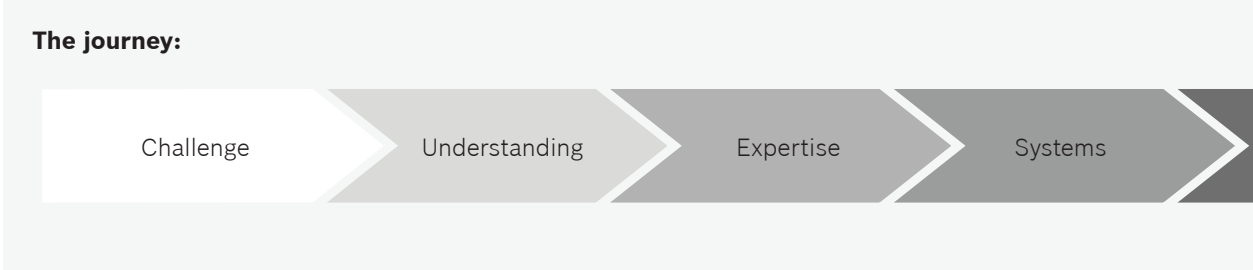 The journey:
Challenge
Understanding
Expertise
Systems